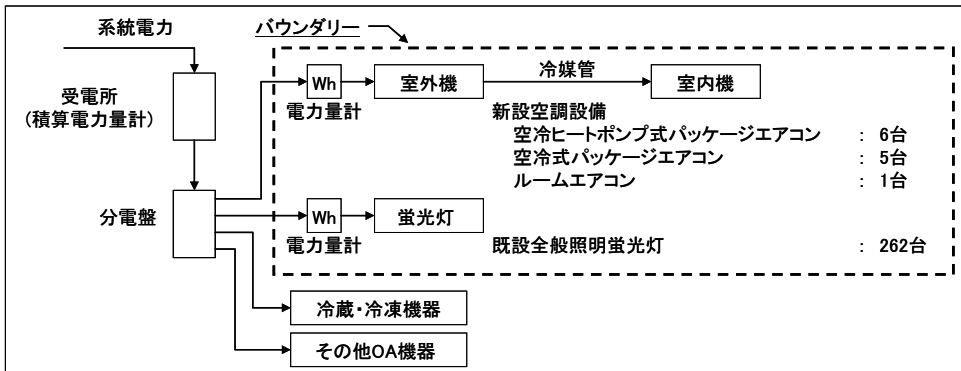 系統電力
バウンダリー
受電所
(積算電力量計)
Wh
電力量計
室外機
冷媒管
室内機
新設空調設備
空冷ヒートポンプ式パッケージエアコン : 6台
空冷式パッケージエアコン : 5台
ルームエアコン : 1台
分電盤
Wh
電力量計
蛍光灯
既設全般照明蛍光灯 : 262台
冷蔵・冷凍機器
その他OA機器